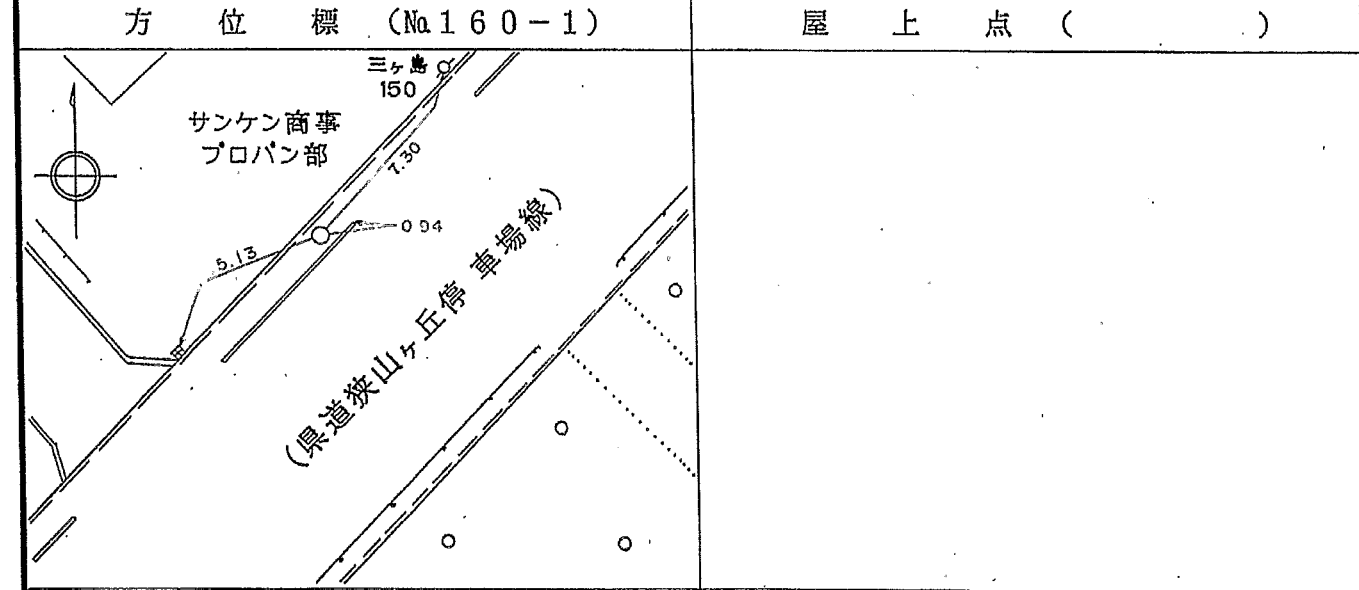 方位標(№160-1)
屋上点( )
三ヶ島
150
サンケン商事
プロパン部
7.30
0.94
5.13
(県道狭山ヶ丘停車場線)